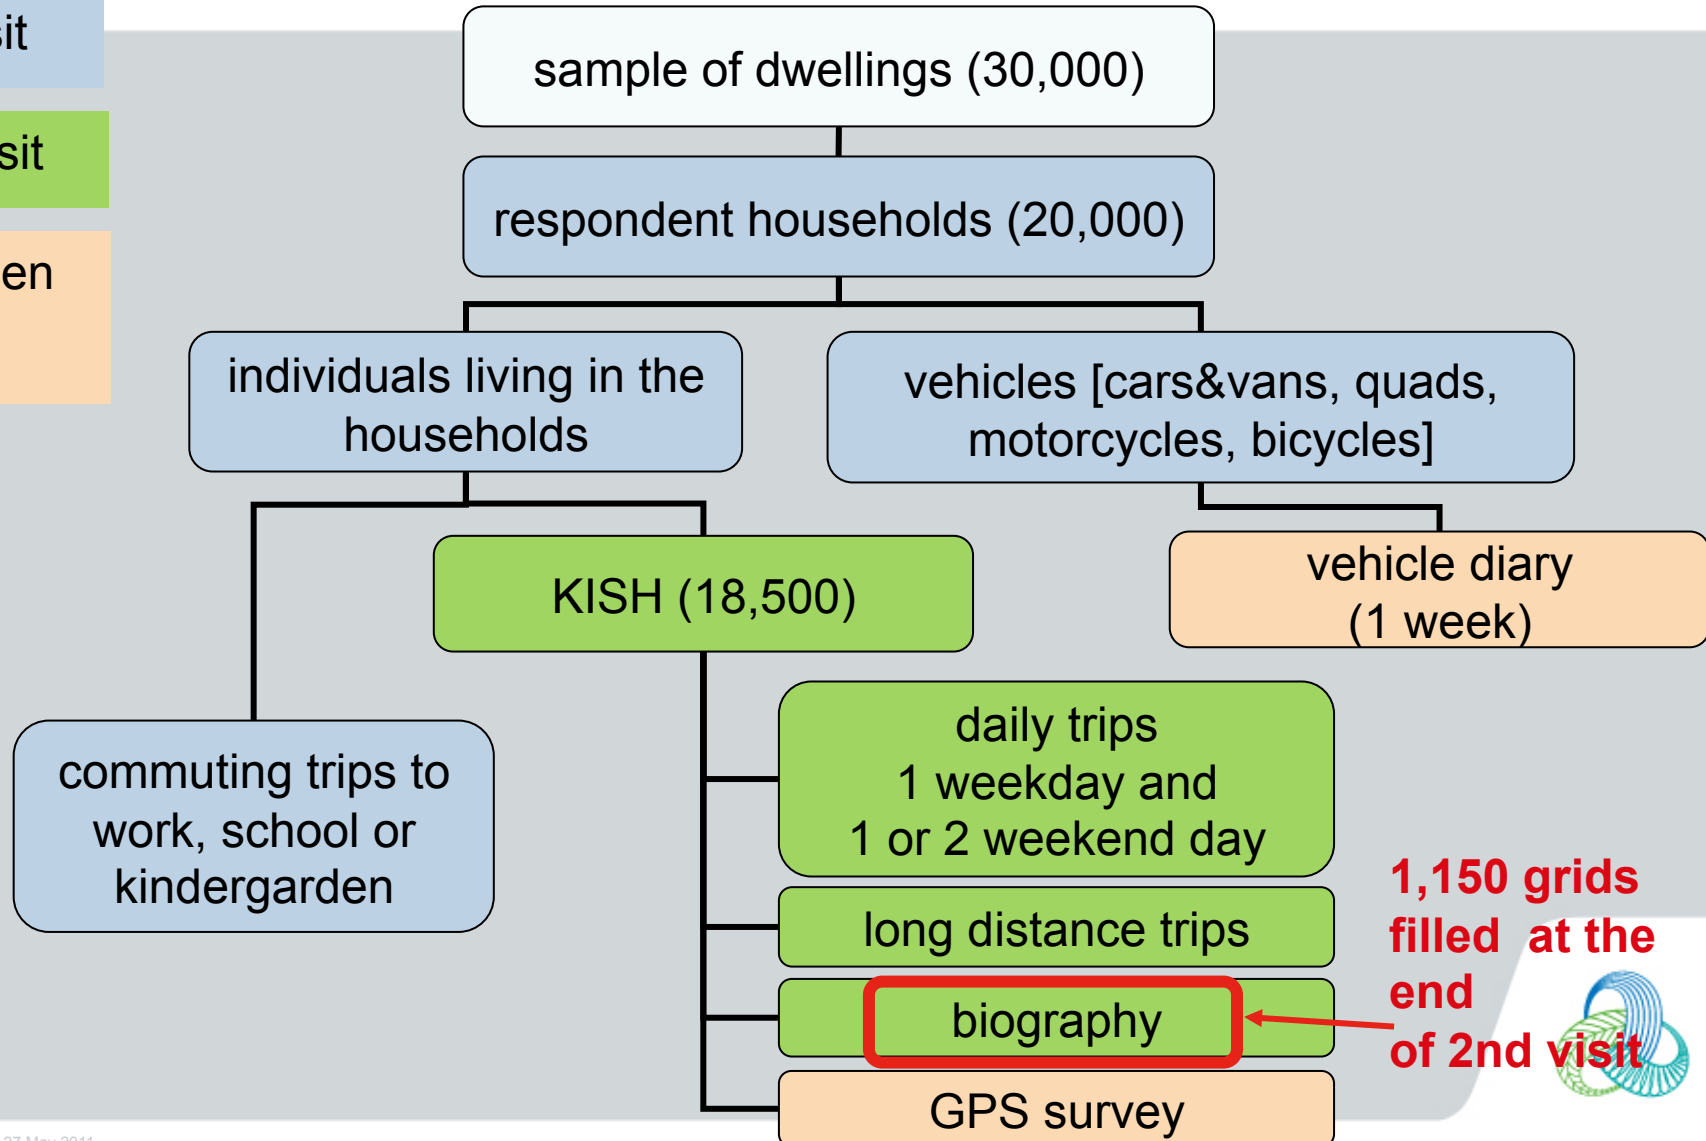 sit
sample of dwellings (30,000)
sit
respondent households (20,000)
en
individuals living in the
households
vehicles [cars&vans, quads,
motorcycles, bicycles]
KISH (18,500)
vehicle diary
(1 week)
commuting trips to
work, school or
kindergarden
daily trips
1 weekday and
1 or 2 weekend day
long distance trips
biography
GPS survey
1,150 grids
filled at the
end
of 2nd visit
27 May 2011